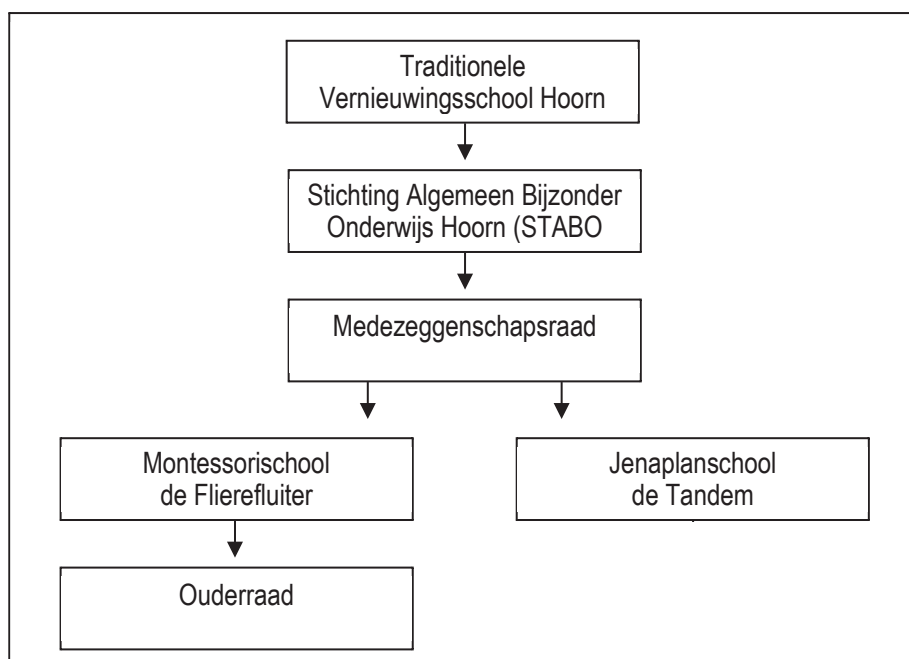 Traditionele
Vernieuwingsschool Hoorn
Stichting Algemeen Bijzonder
Onderwijs Hoorn (STABO
Medezeggenschapsraad
Montessorischool
de Flierefluiter
Jenaplanschool
de Tandem
Ouderraad